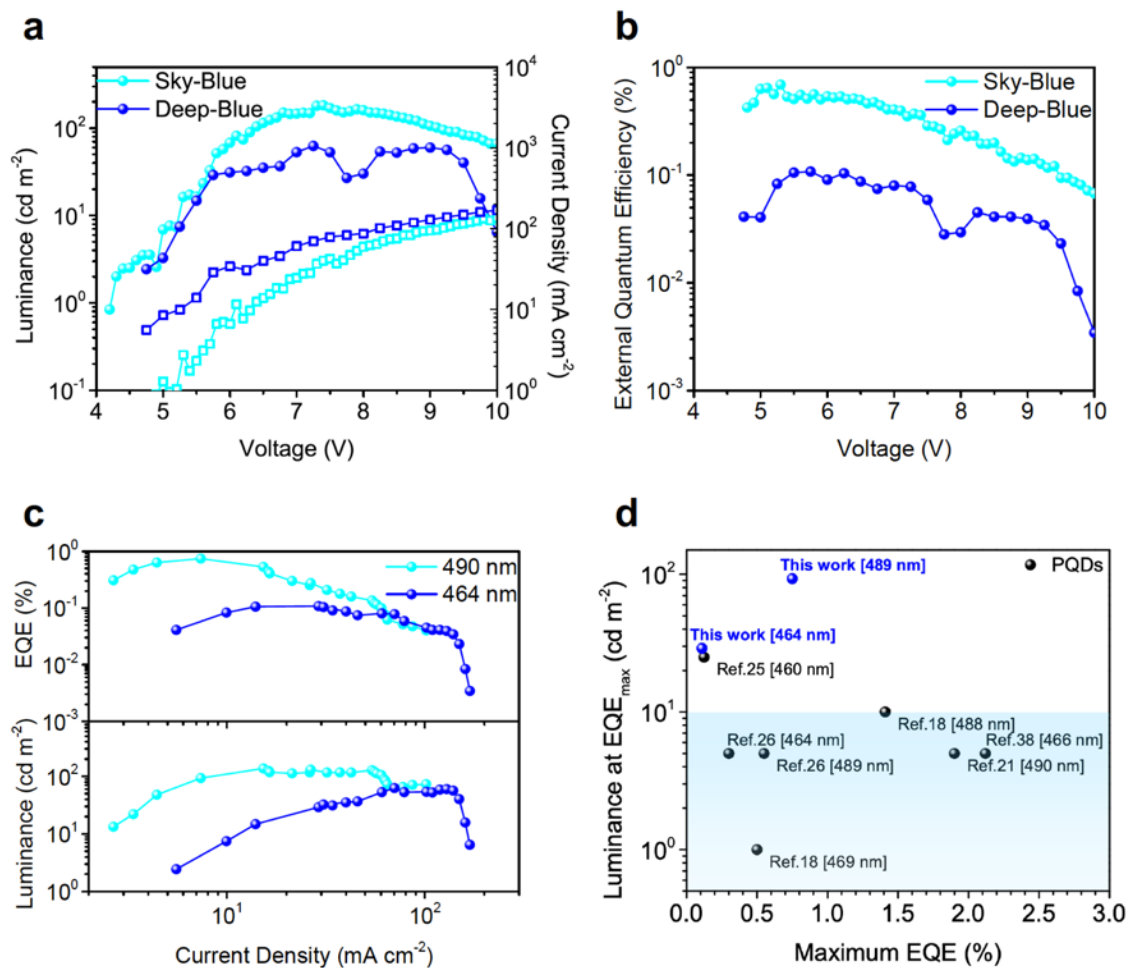 a
Sky-Blue
Deep-Blue
10² 10¹ 10⁰ 10⁻¹
Luminance (cd m⁻²)
10⁴ 10³ 10² 10¹ 10⁰
Current Density (mA cm⁻²)
4 5 6 7 8 9 10
Voltage (V)
b
Sky-Blue
Deep-Blue
10⁰ 10⁻¹ 10⁻² 10⁻³
External Quantum Efficiency (%)
4 5 6 7 8 9 10
Voltage (V)
c
490 nm
464 nm
10⁰ 10⁻¹ 10⁻² 10⁻³
EQE (%)
10³ 10² 10¹ 10⁰
Luminance (cd m⁻²)
10¹ 10²
Current Density (mA cm⁻²)
d
PQDs
This work [489 nm]
This work [464 nm]
Ref.25 [460 nm]
Ref.18 [488 nm]
Ref.26 [464 nm]
Ref.38 [466 nm]
Ref.26 [489 nm]
Ref.21 [490 nm]
Ref.18 [469 nm]
10² 10¹ 10⁰
Luminance at EQEₘₐₓ (cd m⁻²)
0.0 0.5 1.0 1.5 2.0 2.5 3.0
Maximum EQE (%)